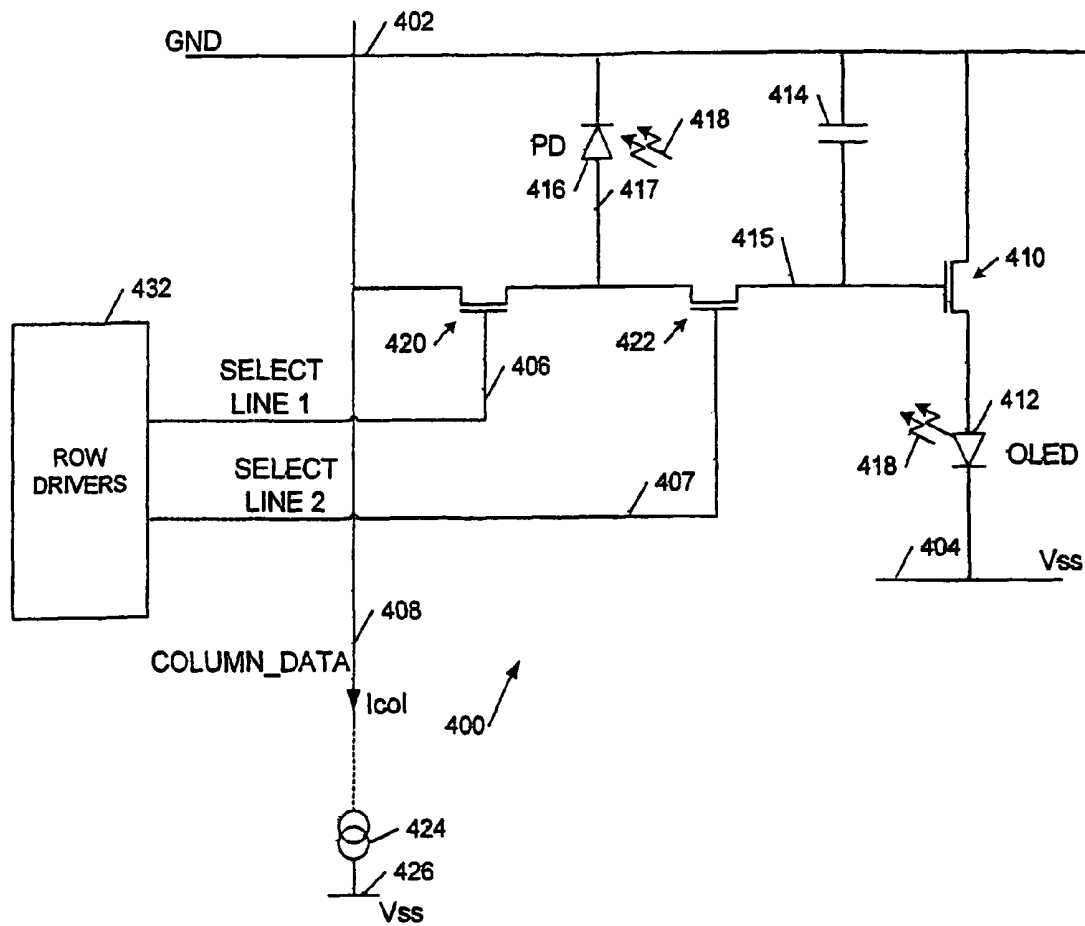 402
GND
414
PD
418
416
417
415
410
432
420
422
406
SELECT
LINE 1
412
418
OLED
ROW
DRIVERS
SELECT
LINE 2
407
404
Vss
408
COLUMN_DATA
Icol
400
424
426
Vss